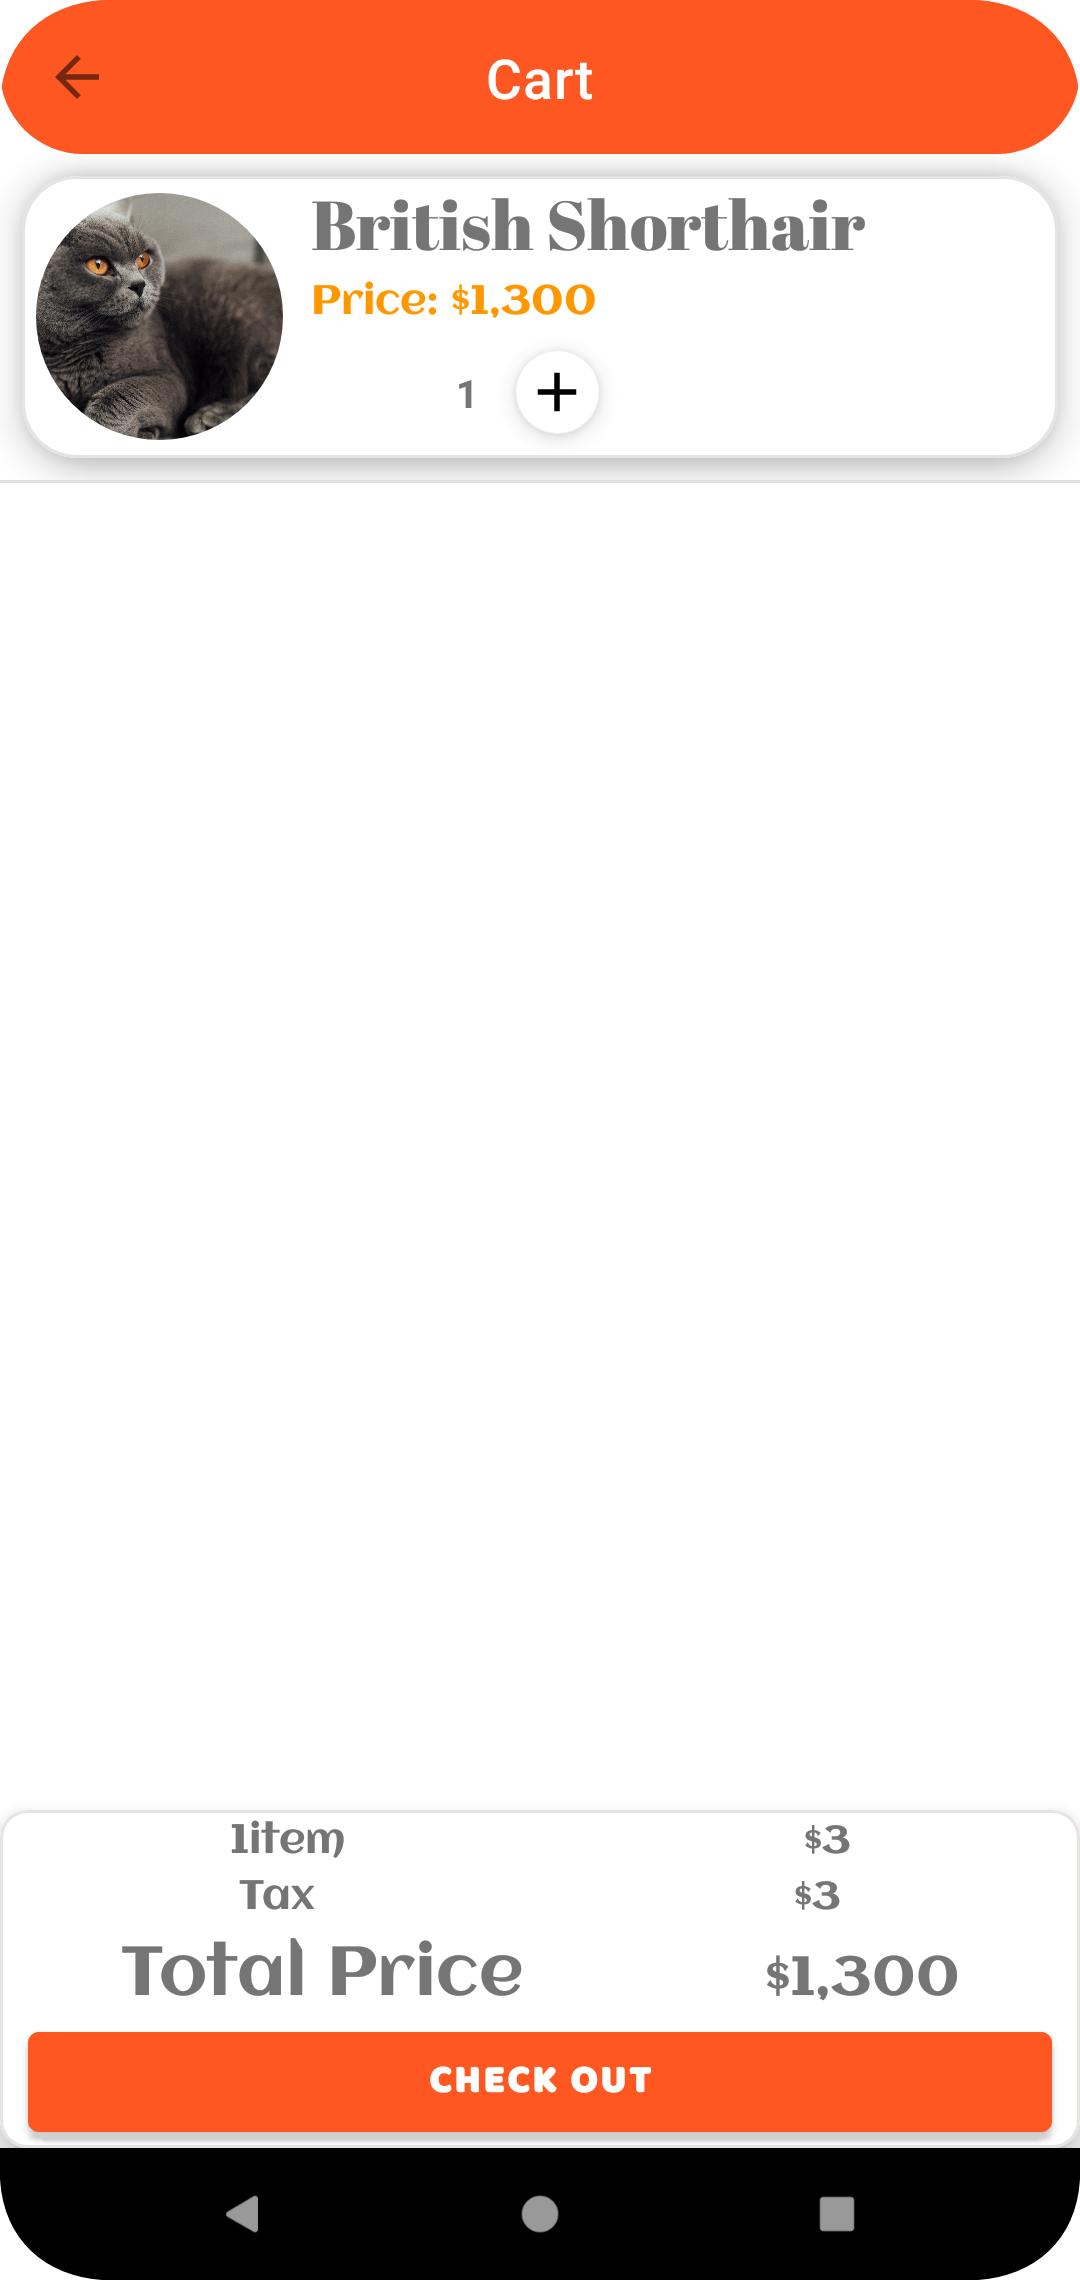 Cart
British Shorthair
Price: $1,300
1
1item $3
Tax $3
Total Price $1,300
CHECK OUT